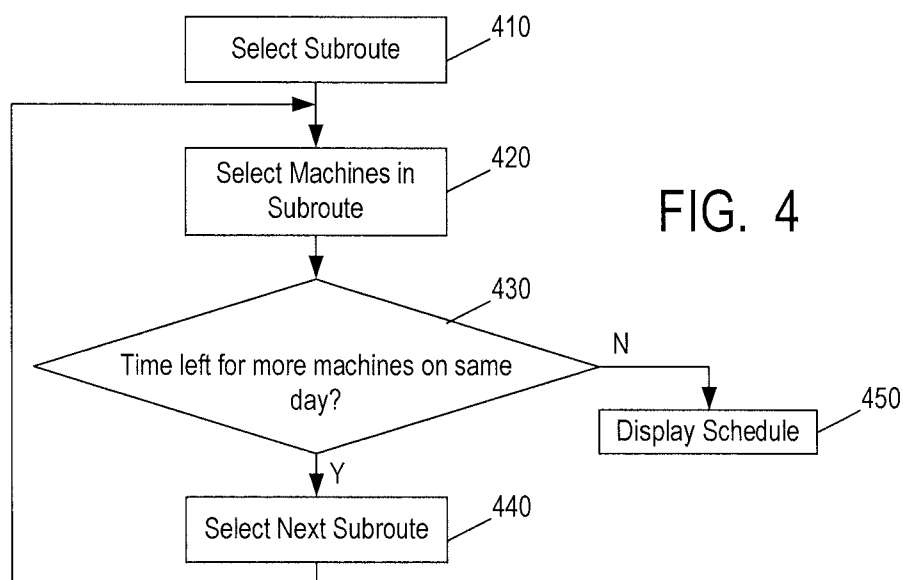 410
Select Subroute
420
Select Machines in
Subroute
FIG. 4
430
Time left for more machines on same
day?
N
450
Display Schedule
Y
440
Select Next Subroute